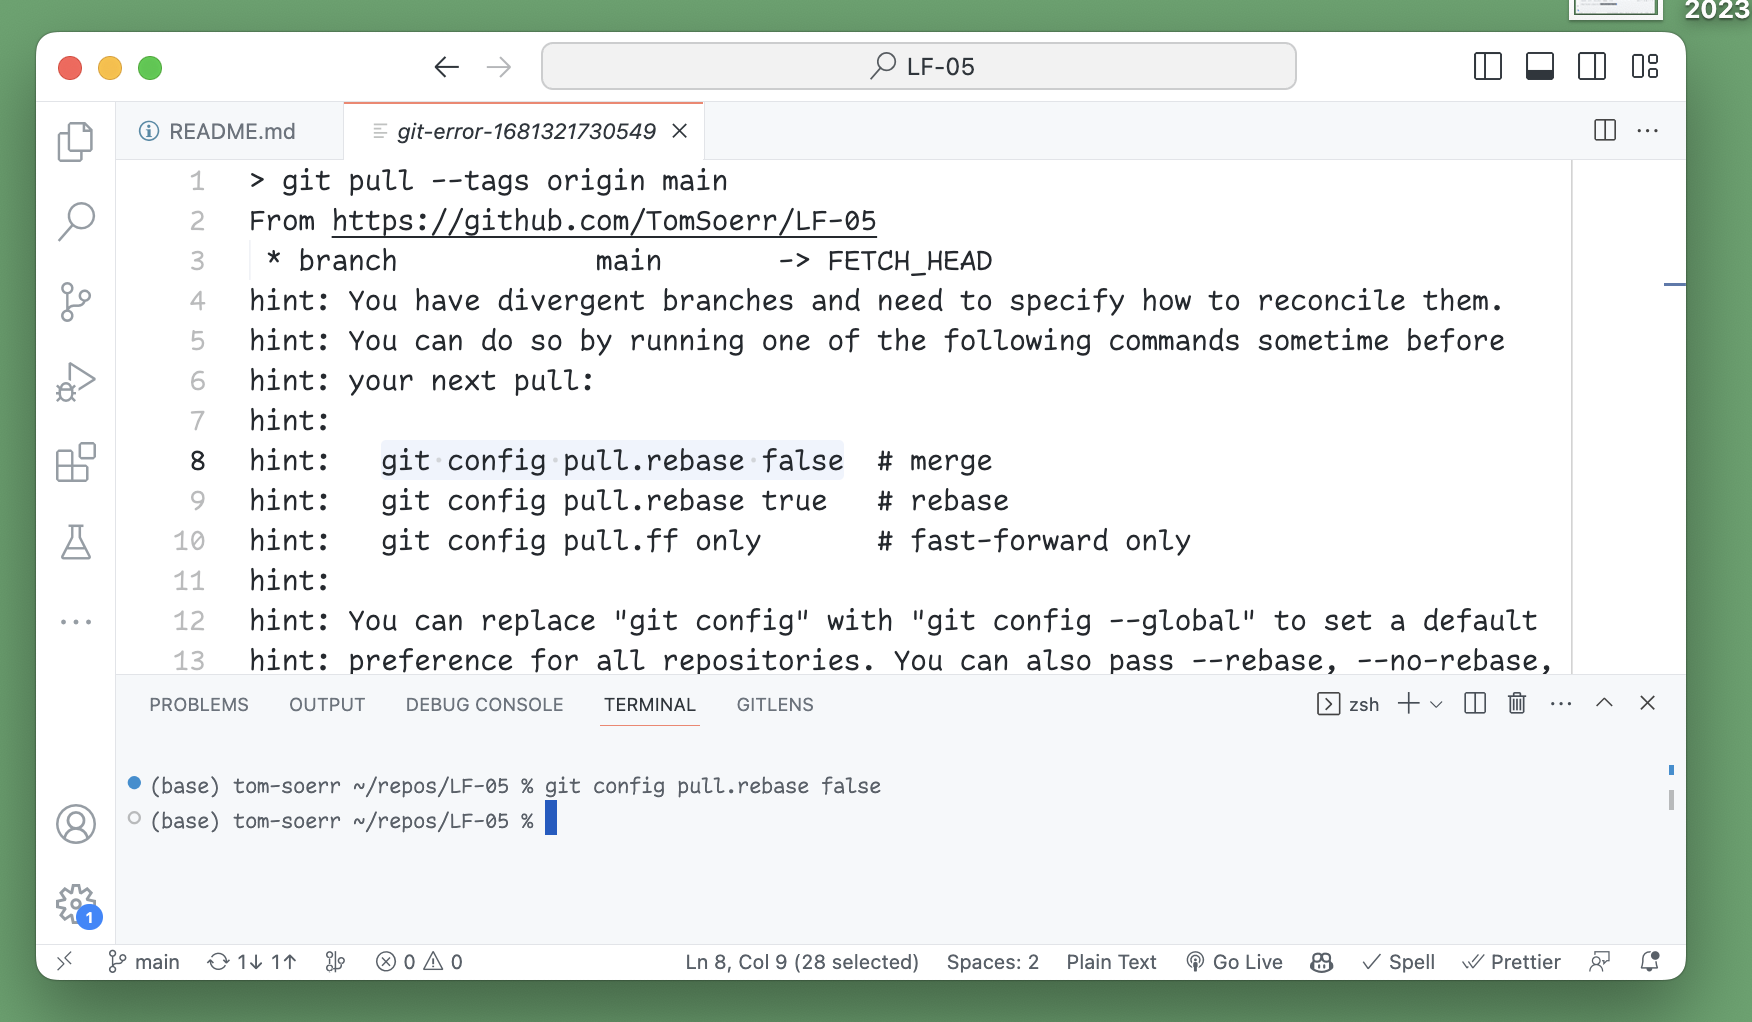 2023
LF-05
README.md
git-error-1681321730549
1 > git pull --tags origin main
2 From https://github.com/TomSoerr/LF-05
3  * branch            main       -> FETCH_HEAD
4 hint: You have divergent branches and need to specify how to reconcile them.
5 hint: You can do so by running one of the following commands sometime before
6 hint: your next pull:
7 hint:
8 hint:   git config pull.rebase false  # merge
9 hint:   git config pull.rebase true   # rebase
10 hint:   git config pull.ff only       # fast-forward only
11 hint:
12 hint: You can replace "git config" with "git config --global" to set a default
13 hint: preference for all repositories. You can also pass --rebase, --no-rebase,
PROBLEMS OUTPUT DEBUG CONSOLE TERMINAL GITLENS zsh
(base) tom-soerr ~/repos/LF-05 % git config pull.rebase false
(base) tom-soerr ~/repos/LF-05 %
1
main 1↓ 1↑ 0 0 Ln 8, Col 9 (28 selected) Spaces: 2 Plain Text Go Live Spell Prettier